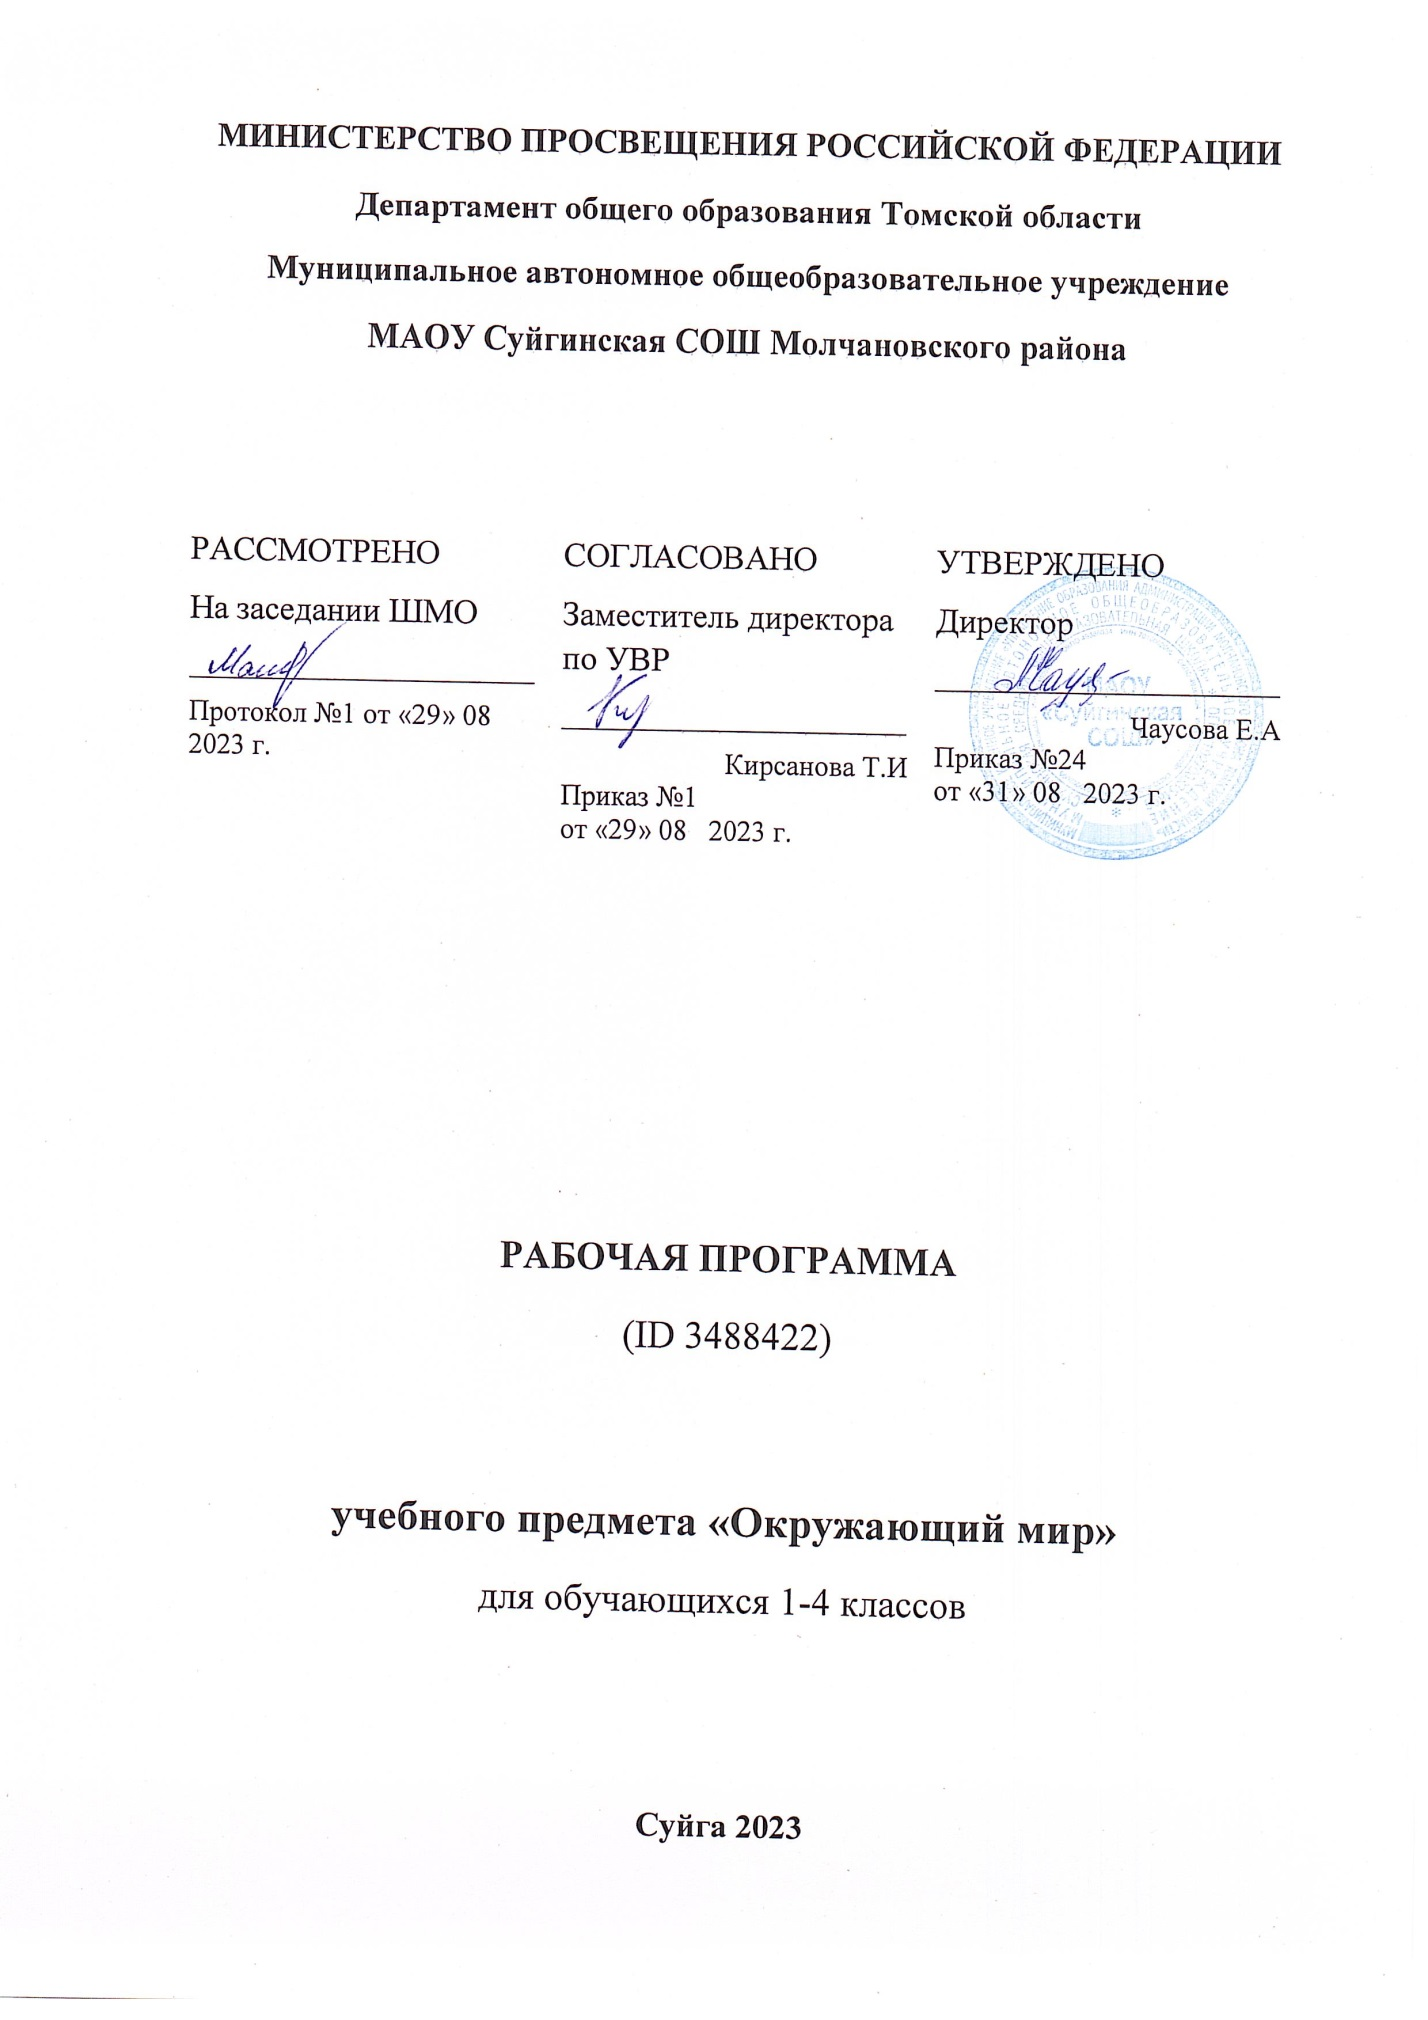 МИНИСТЕРСТВО ПРОСВЕЩЕНИЯ РОССИЙСКОЙ ФЕДЕРАЦИИ
Департамент общего образования Томской области
Муниципальное автономное общеобразовательное учреждение
МАОУ Суйгинская СОШ Молчановского района
РАССМОТРЕНО
На заседании ШМО
Протокол №1 от «29» 08
2023 г.
СОГЛАСОВАНО
Заместитель директора
по УВР
Кирсанова Т.И
Приказ №1
от «29» 08 2023 г.
УТВЕРЖДЕНО
Директор
Чаусова Е.А
Приказ №24
от «31» 08 2023 г.
МАОУ
«Суйгинская
СОШ»
РАБОЧАЯ ПРОГРАММА
(ID 3488422)
учебного предмета «Окружающий мир»
для обучающихся 1-4 классов
Суйга 2023